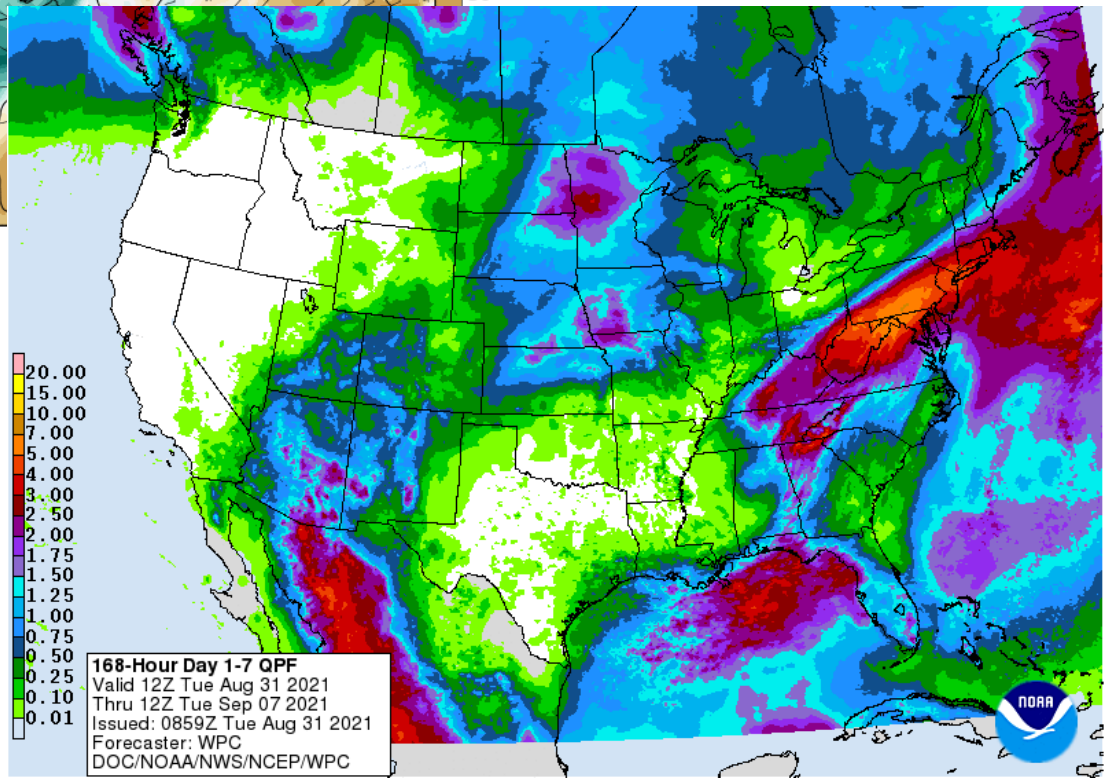 20.00
15.00
10.00
7.00
5.00
4.00
3.00
2.50
2.00
1.75
1.50
1.25
1.00
0.75
0.50
0.25
0.10
0.01
168-Hour Day 1-7 QPF
Valid 12Z Tue Aug 31 2021
Thru 12Z Tue Sep 07 2021
Issued: 0859Z Tue Aug 31 2021
Forecaster: WPC
DOC/NOAA/NWS/NCEP/WPC
NOAA